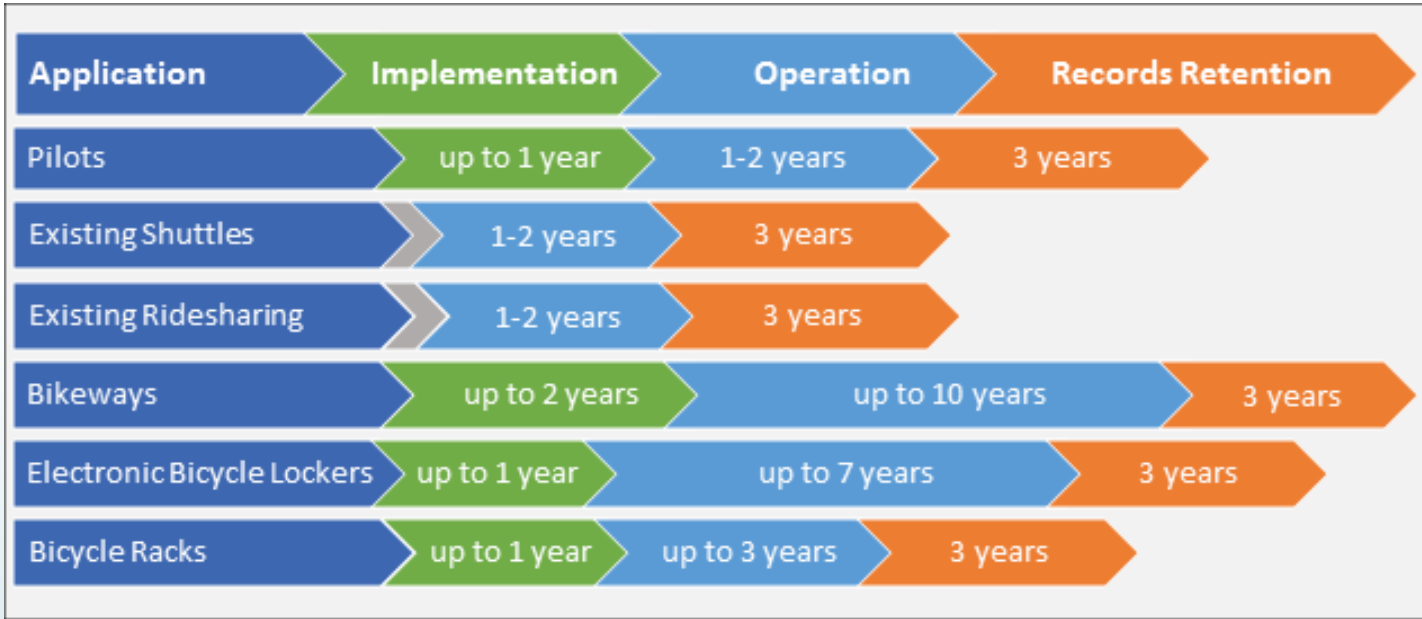 Application Implementation Operation Records Retention
Pilots up to 1 year 1-2 years 3 years
Existing Shuttles 1-2 years 3 years
Existing Ridesharing 1-2 years 3 years
Bikeways up to 2 years up to 10 years 3 years
Electronic Bicycle Lockers up to 1 year up to 7 years 3 years
Bicycle Racks up to 1 year up to 3 years 3 years